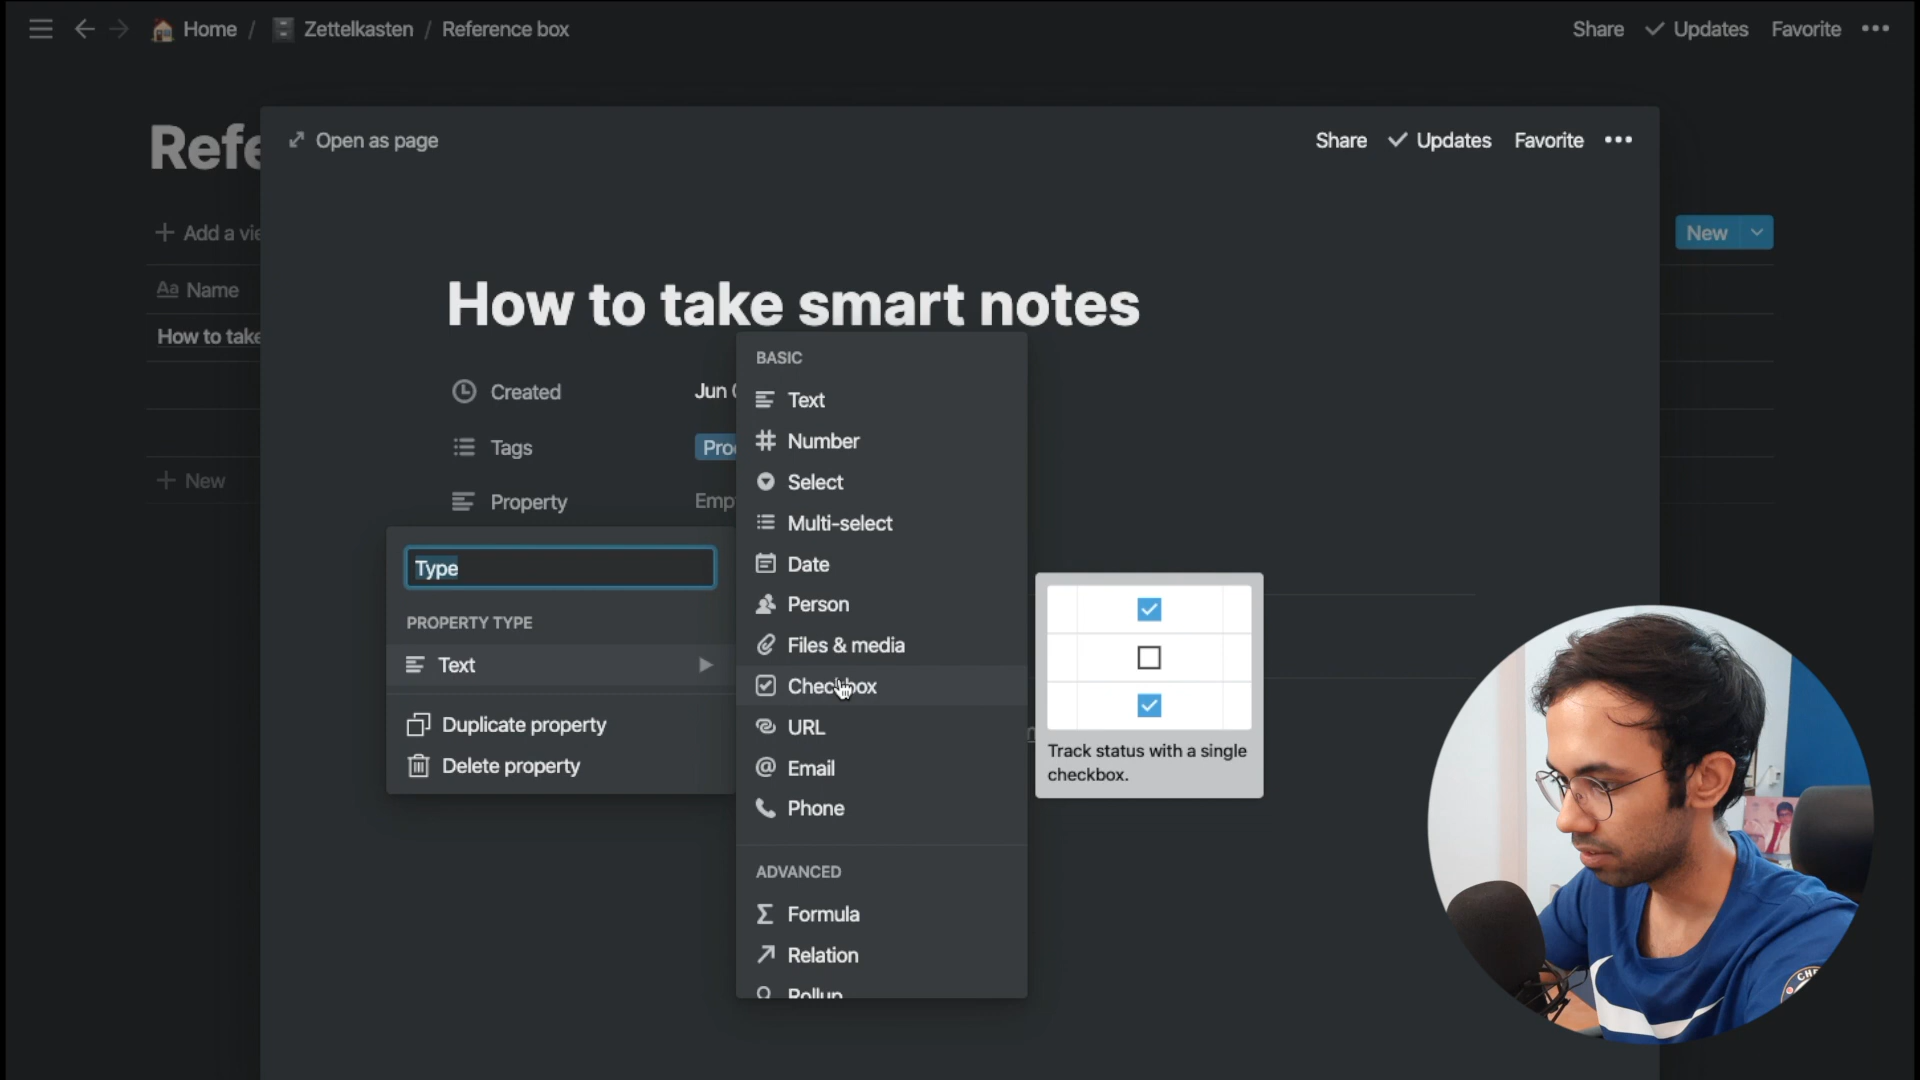 Home / Zettelkasten / Reference box
Share Updates Favorite
Refe
Open as page
Share Updates Favorite
+ Add a vie
New
Aa Name
How to take
+ New
How to take smart notes
Created Jun
Tags Pro
Property Emp
Type
PROPERTY TYPE
Text
Duplicate property
Delete property
BASIC
Text
Number
Select
Multi-select
Date
Person
Files & media
Checkbox
URL
@ Email
Phone
ADVANCED
Formula
Relation
Rollup
Track status with a single
checkbox.